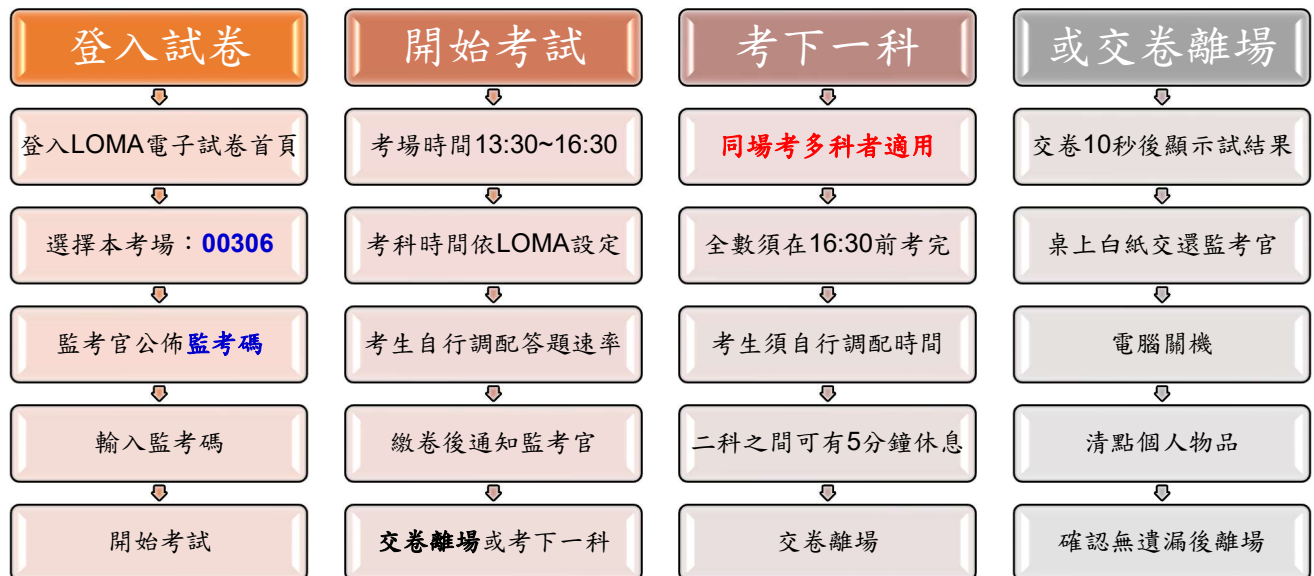 登入試卷
登入LOMA電子試卷首頁
選擇本考場：00306
監考官公佈監考碼
輸入監考碼
開始考試
開始考試
考場時間13:30~16:30
考科時間依LOMA設定
考生自行調配答題速率
繳卷後通知監考官
交卷離場或考下一科
考下一科
同場考多科者適用
全數須在16:30前考完
考生須自行調配時間
二科之間可有5分鐘休息
交卷離場
或交卷離場
交卷10秒後顯示試結果
桌上白紙交還監考官
電腦關機
清點個人物品
確認無遺漏後離場